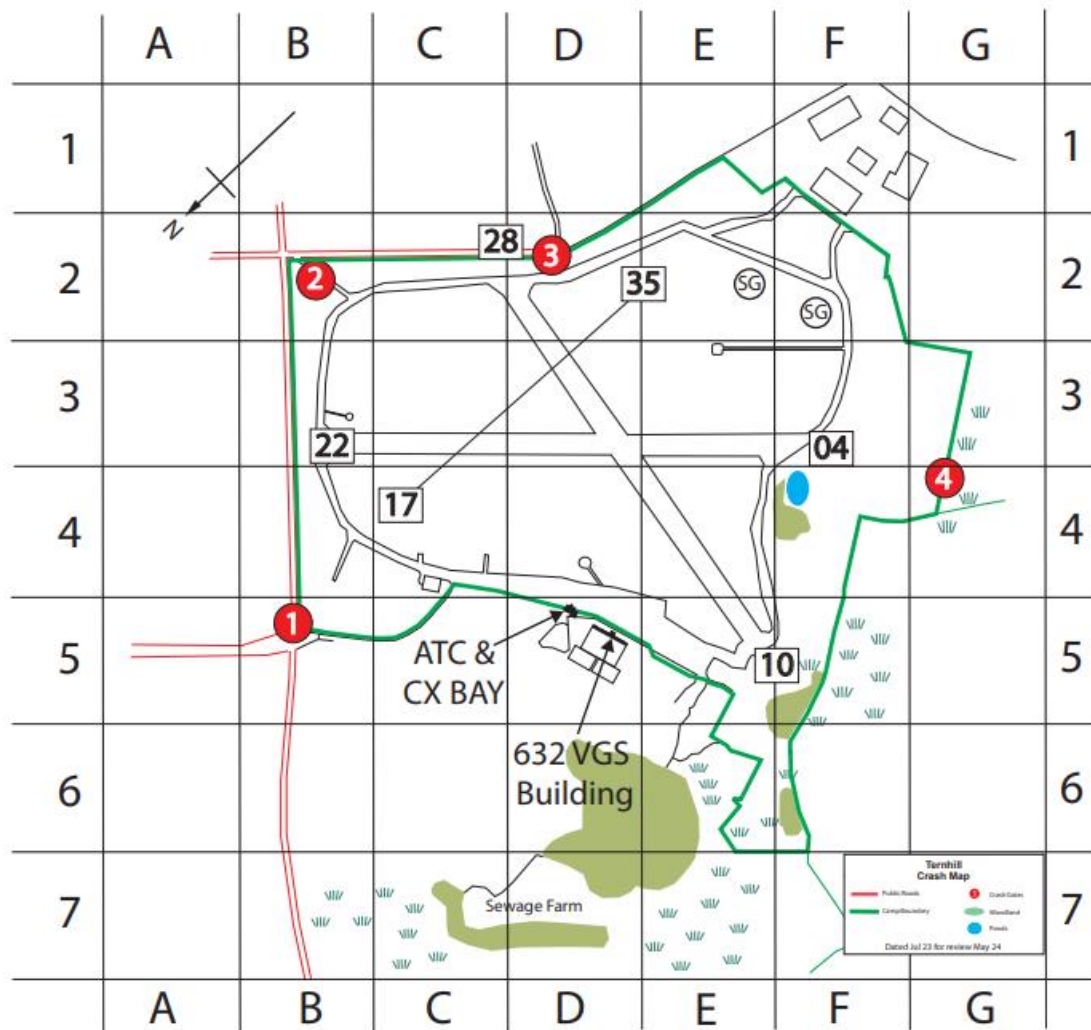 A B C D E F G
1 1
N
2 28 3 35 SG SG 2 2
3 3
22 04
17 4
4 4
1
ATC &
CX BAY
10
5 5
632 VGS
Building
6 6
Ternhill
Crash Map
Public Roads 1 Crash Gates
Camp Boundary Woodland
Ponds
Dated Jul 23 for review May 24
Sewage Farm
7 7
A B C D E F G